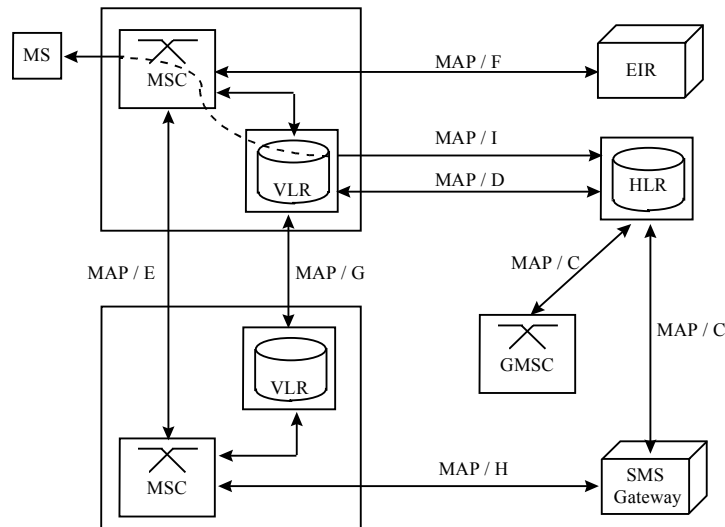 MS
MSC
MAP / F
EIR
MAP / I
VLR
MAP / D
HLR
MAP / E
MAP / G
MAP / C
MAP / C
GMSC
VLR
MSC
MAP / H
SMS
Gateway